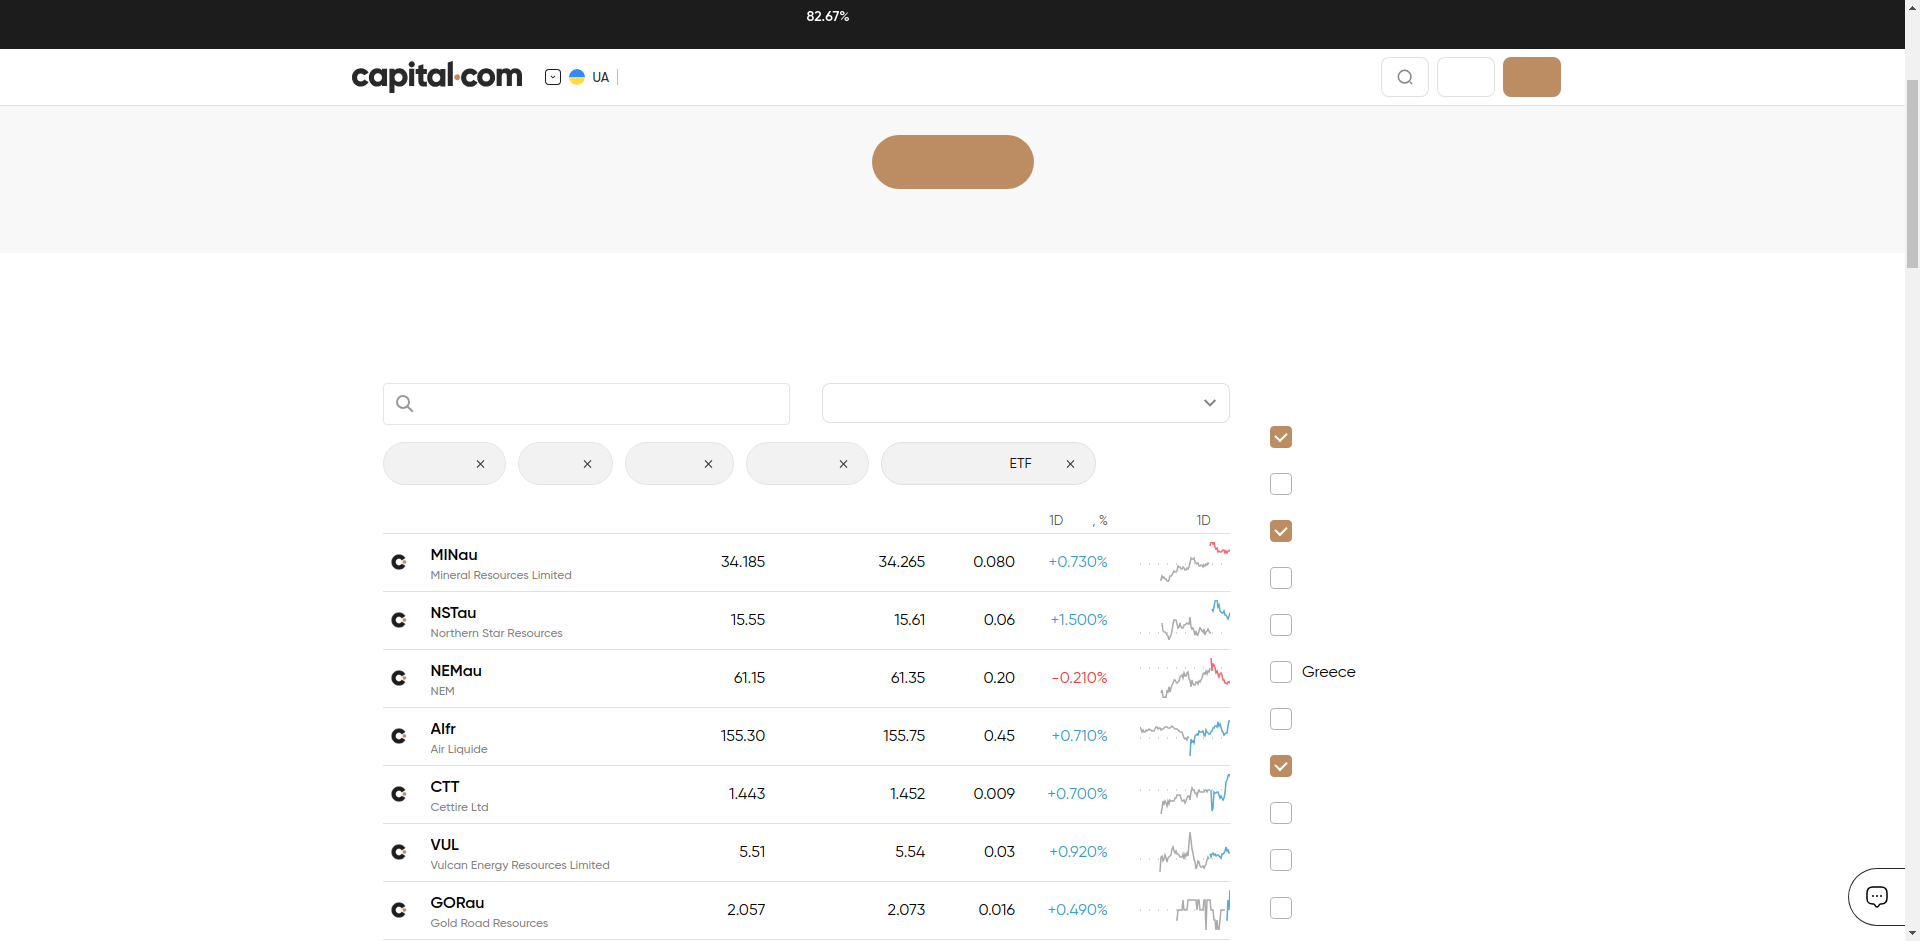 82.67%
capital.com
UA
ETF
1D , % 1D
MINau
Mineral Resources Limited
34.185 34.265 0.080 +0.730%
NSTau
Northern Star Resources
15.55 15.61 0.06 +1.500%
NEMau
NEM
61.15 61.35 0.20 -0.210%
Greece
AIfr
Air Liquide
155.30 155.75 0.45 +0.710%
CTT
Cettire Ltd
1.443 1.452 0.009 +0.700%
VUL
Vulcan Energy Resources Limited
5.51 5.54 0.03 +0.920%
GORau
Gold Road Resources
2.057 2.073 0.016 +0.490%